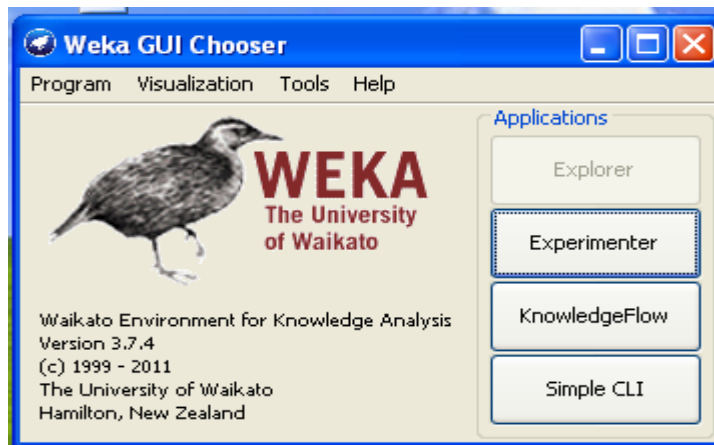 Weka GUI Chooser
Program Visualization Tools Help
Applications
WEKA
The University
of Waikato
Explorer
Experimenter
KnowledgeFlow
Simple CLI
Waikato Environment for Knowledge Analysis
Version 3.7.4
(c) 1999 - 2011
The University of Waikato
Hamilton, New Zealand